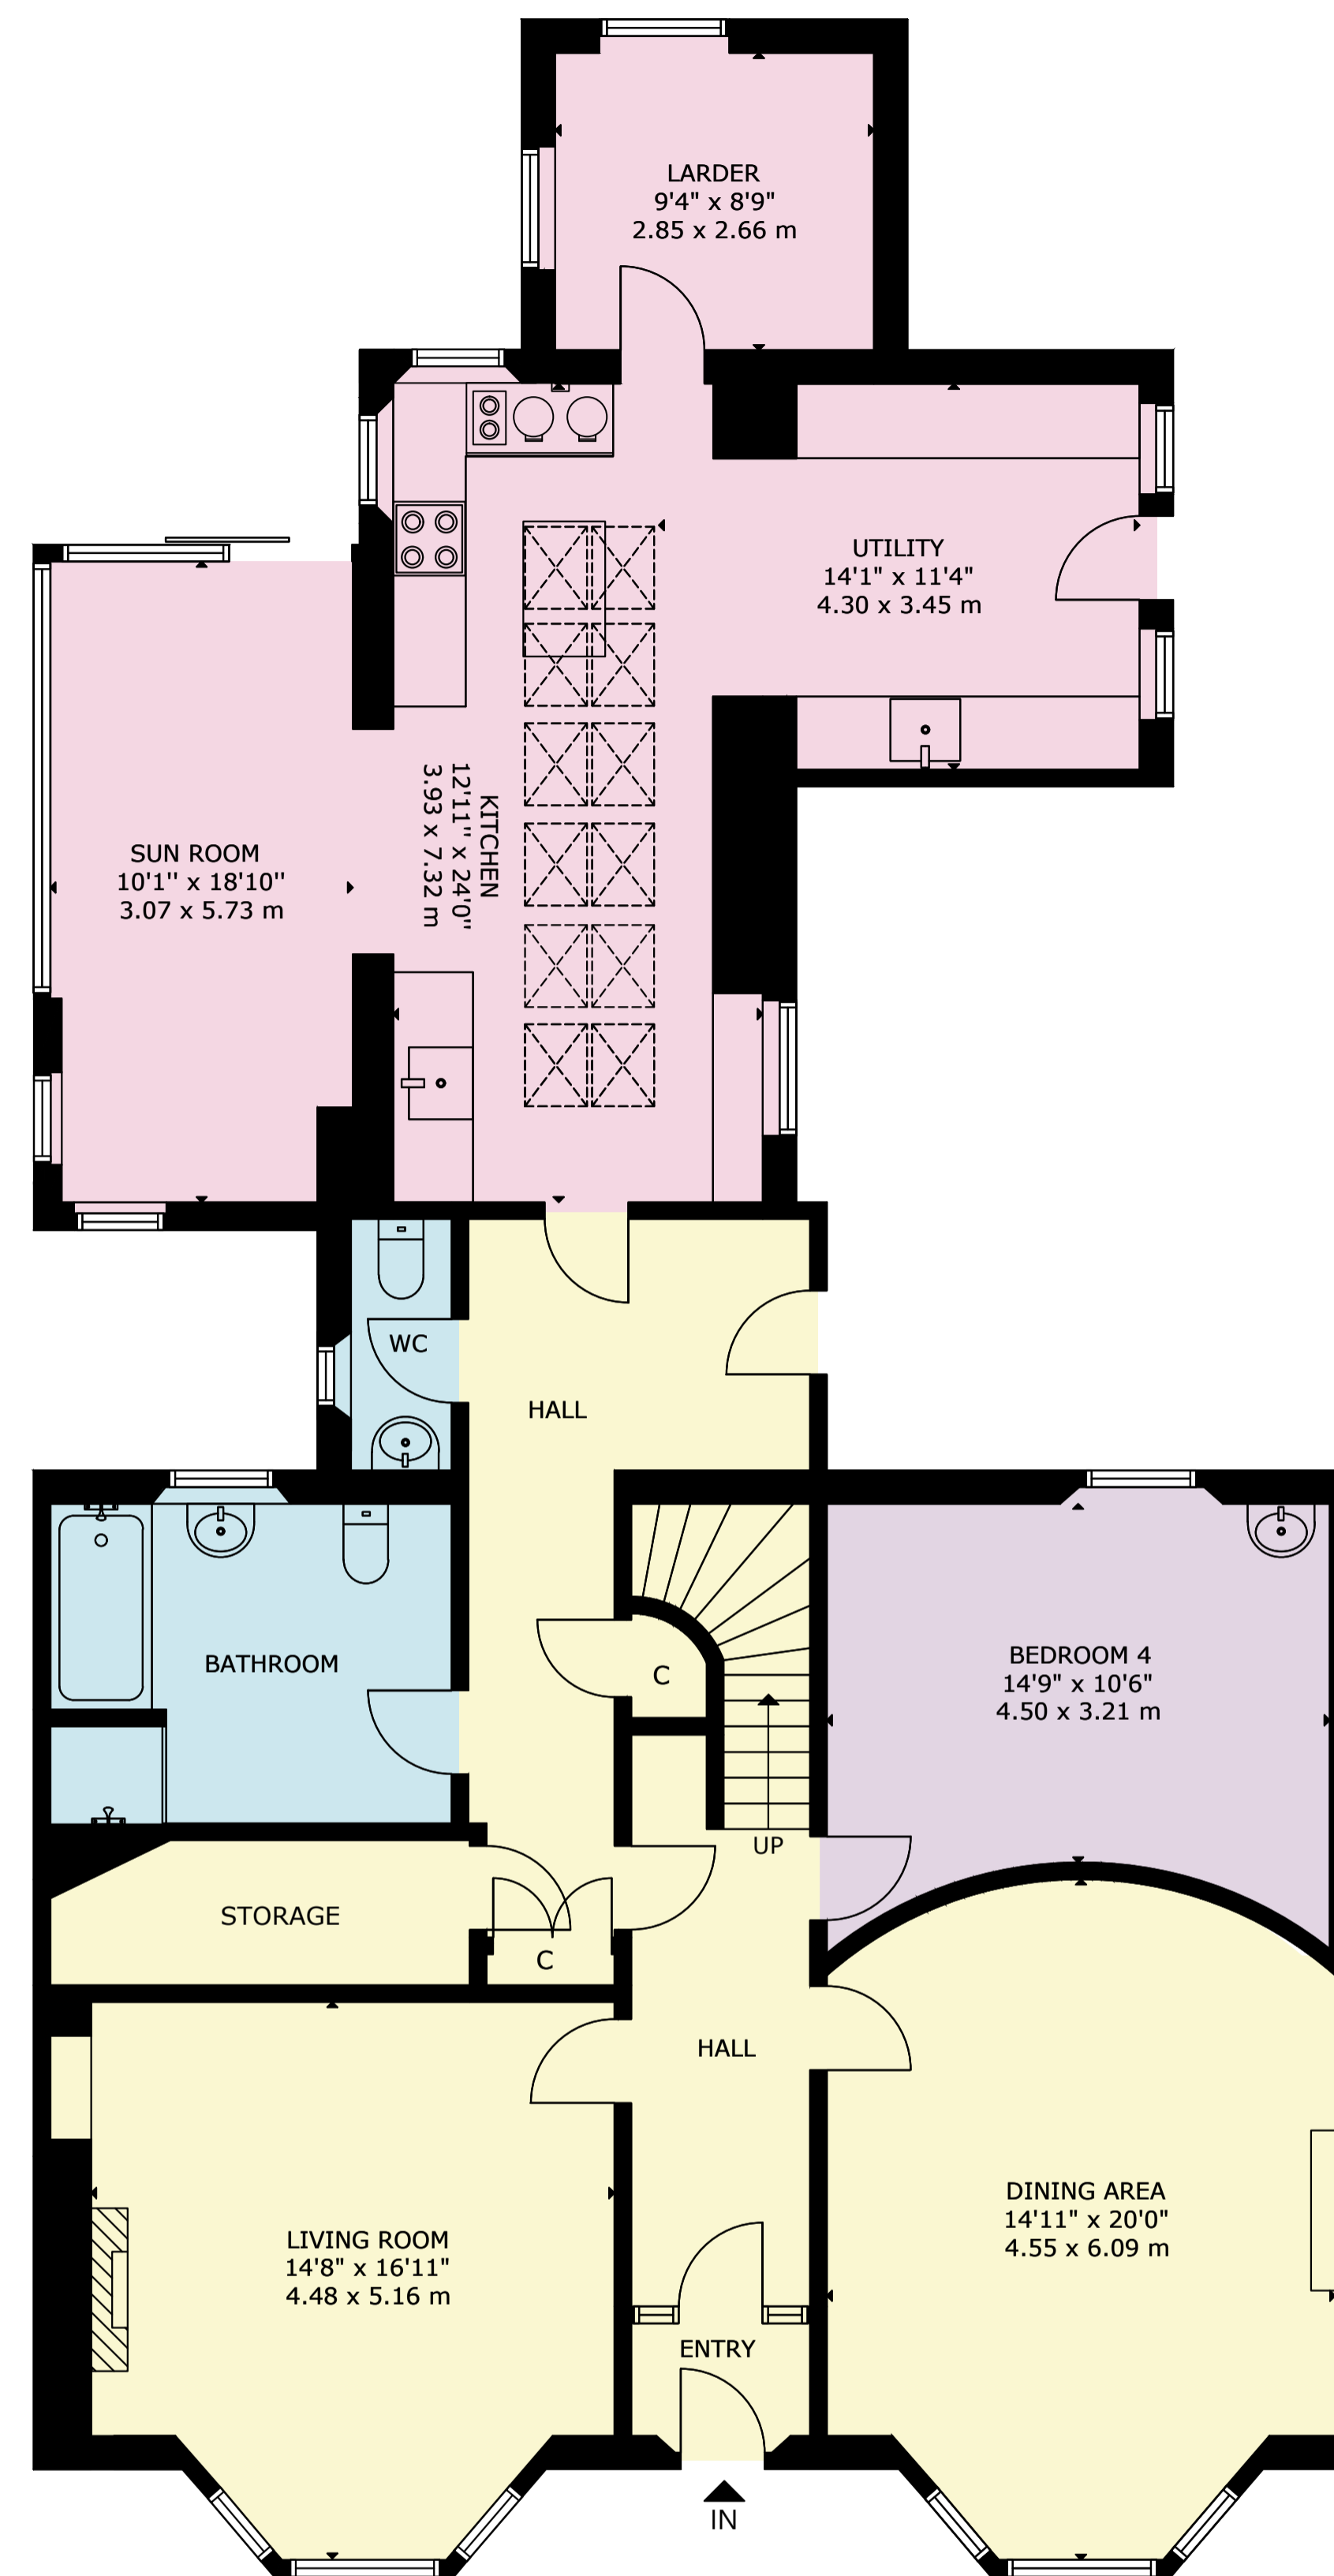 LARDER
9'4" x 8'9"
2.85 x 2.66 m
UTILITY
14'1" x 11'4"
4.30 x 3.45 m
KITCHEN
12'11'' x 24'0''
3.93 x 7.32 m
SUN ROOM
10'1'' x 18'10''
3.07 x 5.73 m
WC
HALL
BATHROOM
C
BEDROOM 4
14'9" x 10'6"
4.50 x 3.21 m
UP
STORAGE
C
HALL
DINING AREA
14'11" x 20'0"
4.55 x 6.09 m
LIVING ROOM
14'8" x 16'11"
4.48 x 5.16 m
ENTRY
IN